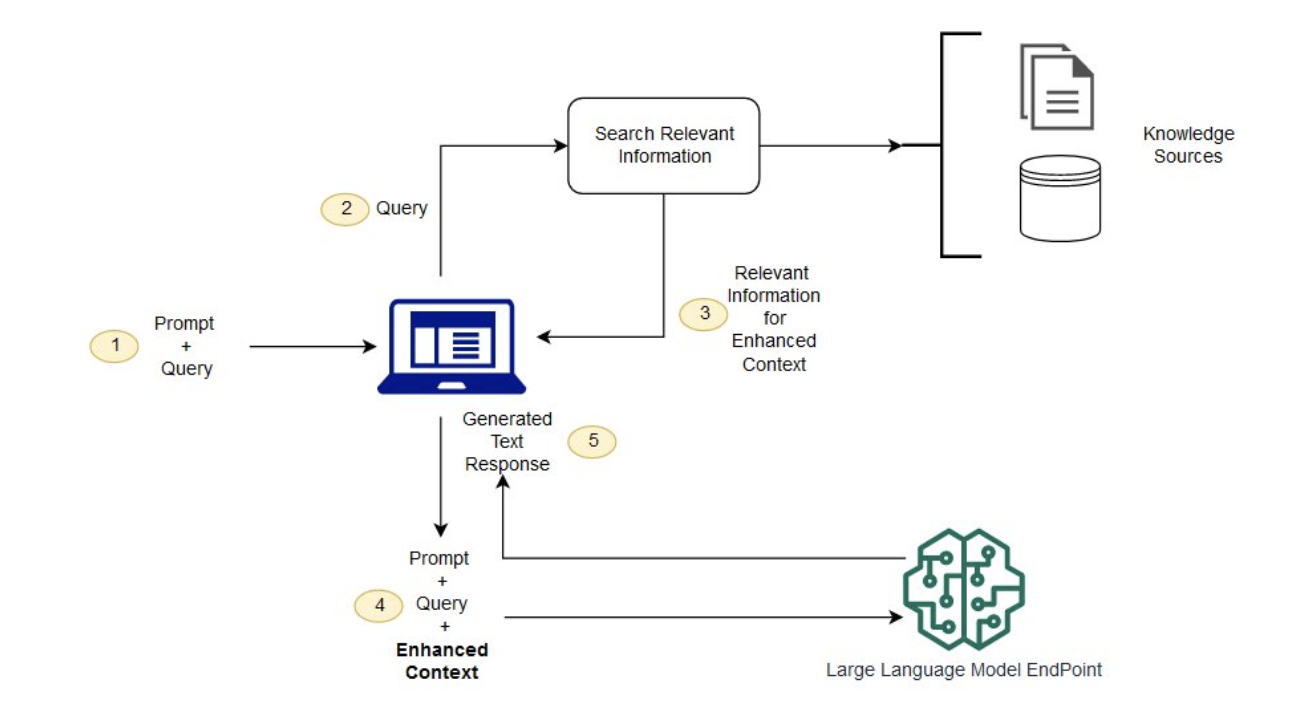 Search Relevant
Information
Knowledge
Sources
2
Query
Relevant
Information
for
Enhanced
Context
3
1
Prompt
+
Query
Generated
Text
Response
5
Prompt
+
Query
+
Enhanced
Context
4
Large Language Model EndPoint